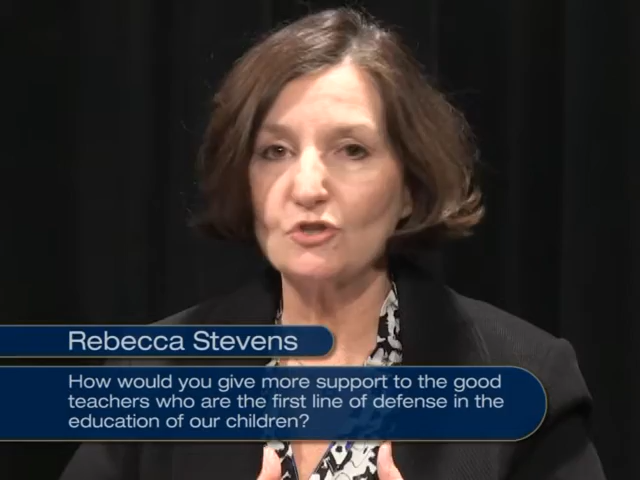 Rebecca Stevens
How would you give more support to the good
teachers who are the first line of defense in the
education of our children?